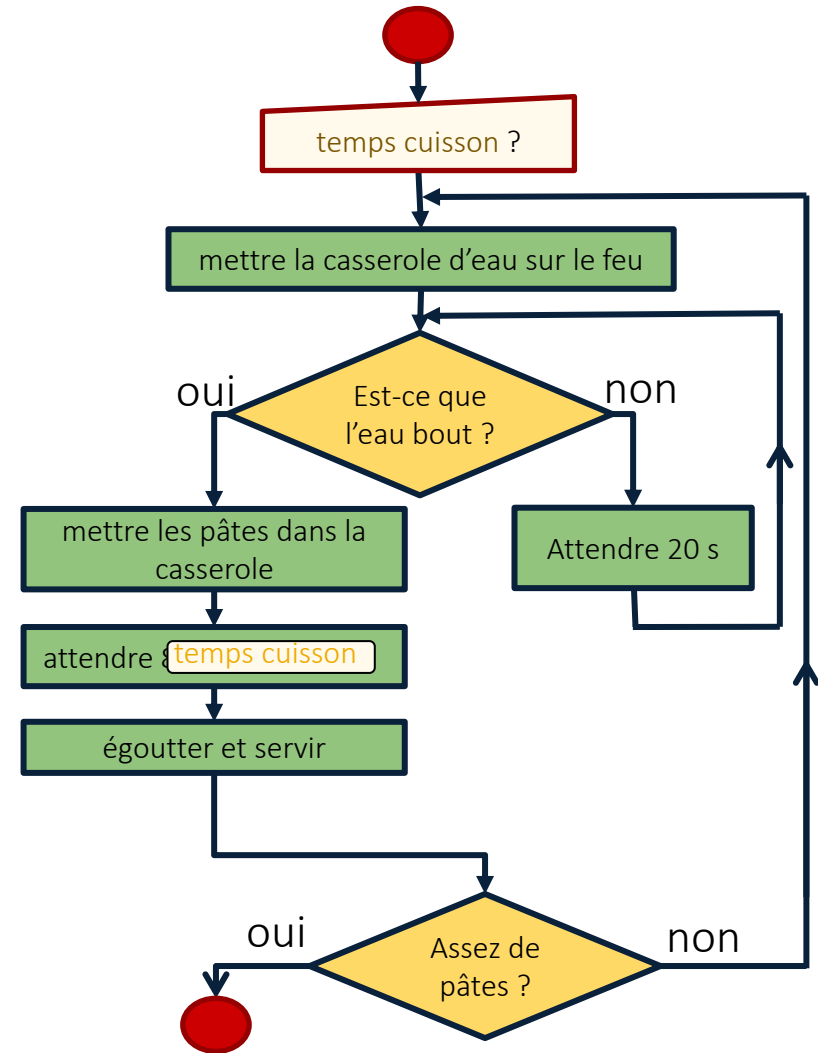 temps cuisson ?
mettre la casserole d'eau sur le feu
oui
non
Est-ce que
l'eau bout ?
mettre les pâtes dans la
casserole
Attendre 20 s
attendre temps cuisson
égoutter et servir
oui
non
Assez de
pâtes ?